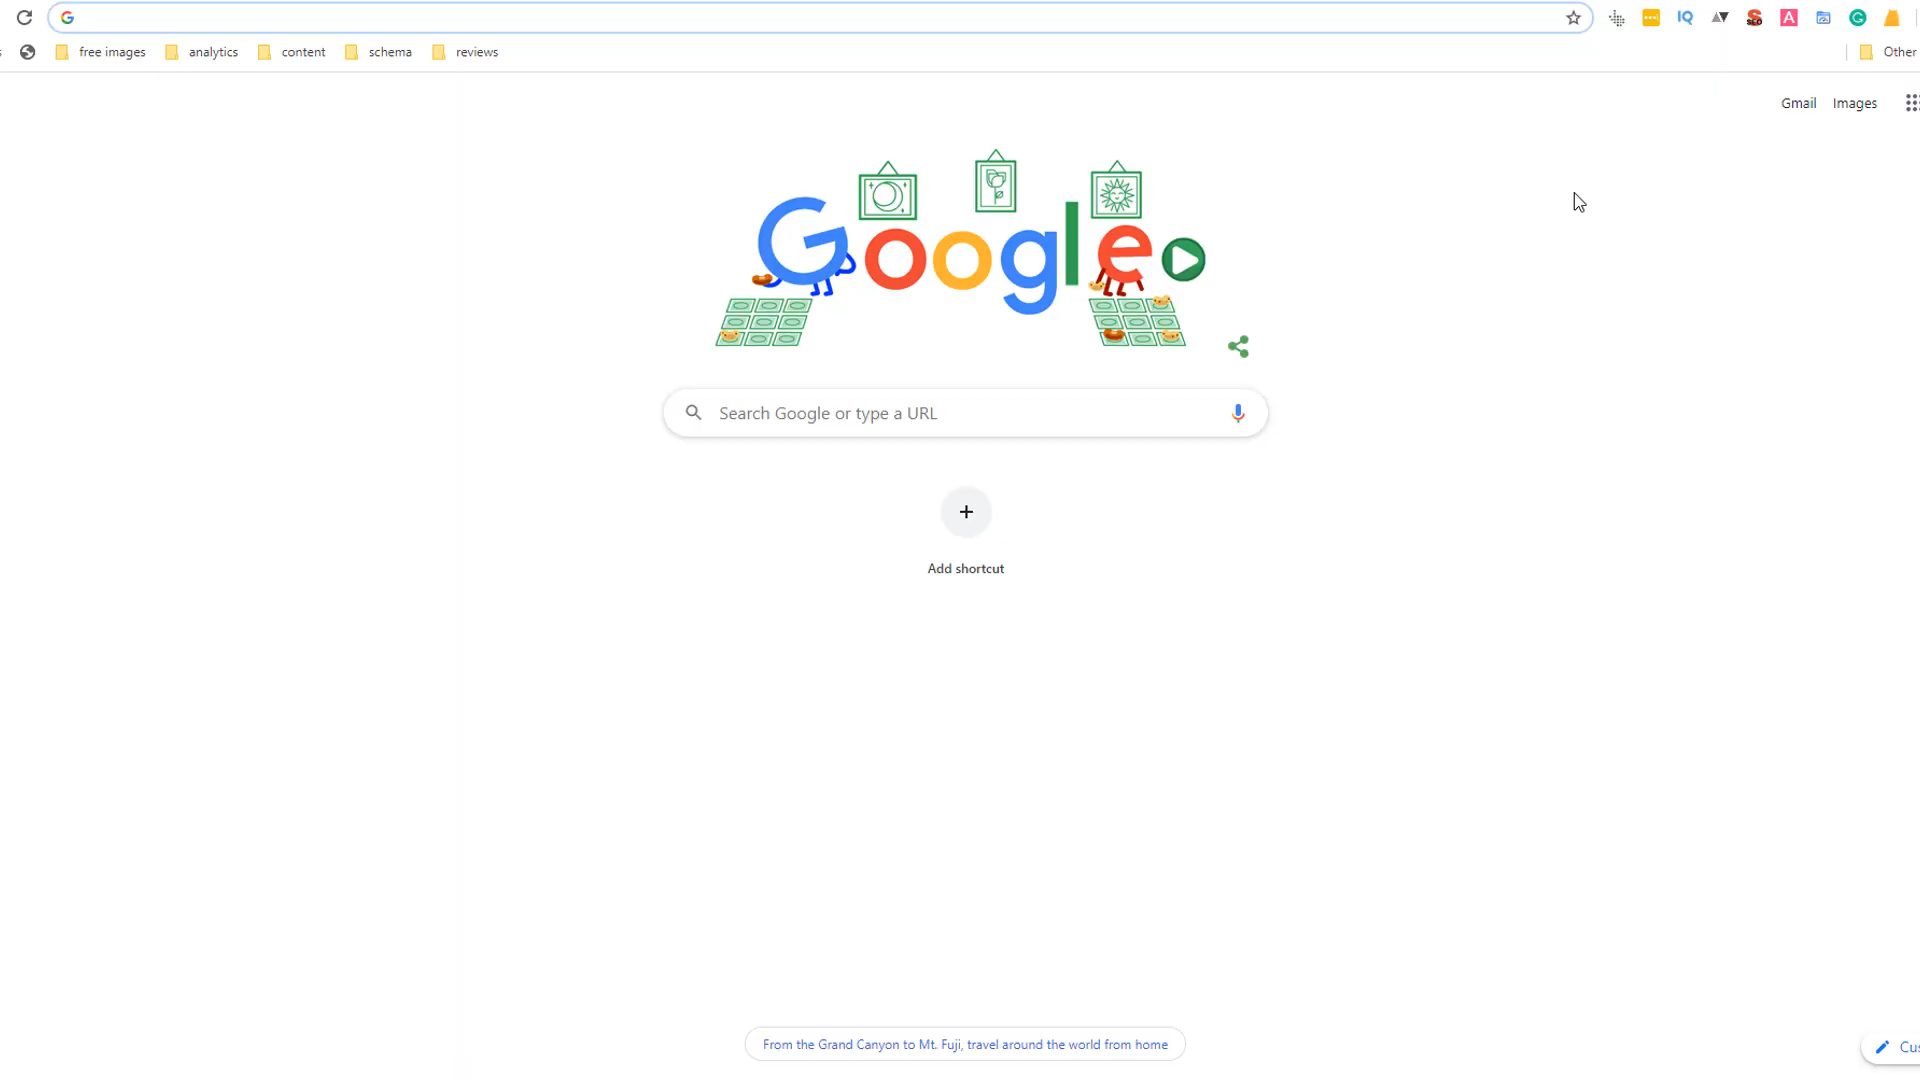 free images
analytics
content
schema
reviews
Other
Gmail
Images
Google
Search Google or type a URL
Add shortcut
From the Grand Canyon to Mt. Fuji, travel around the world from home
Cus